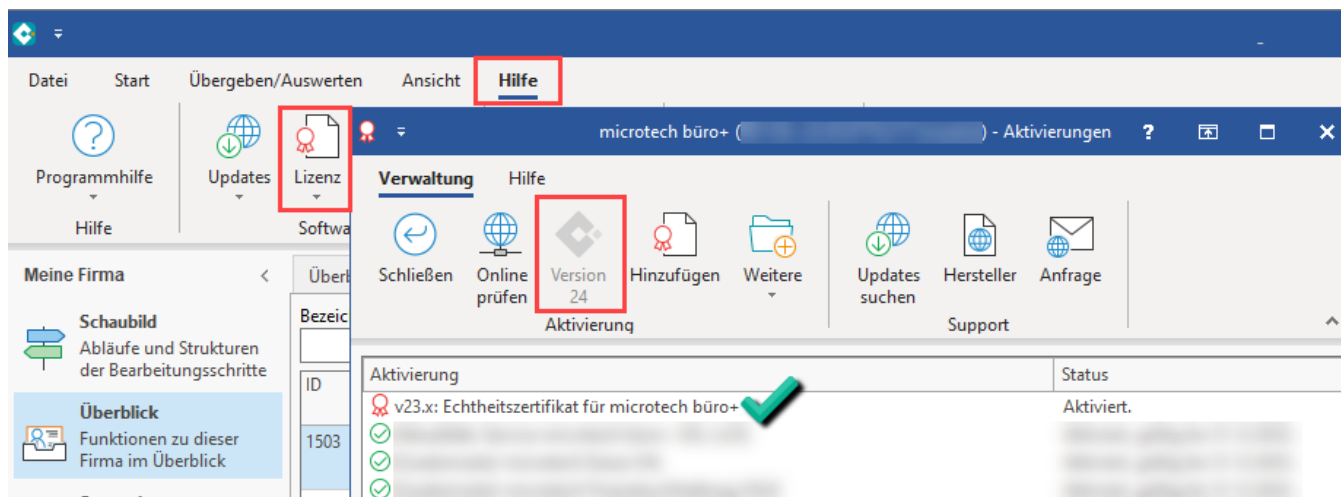 Datei Start Übergeben/Auswerten Ansicht Hilfe
microtech büro+ ( ) - Aktivierungen ?
Programmhilfe Updates Lizenz
Hilfe Softwa
Verwaltung Hilfe
Schließen Online prüfen Version 24 Hinzufügen Weitere Updates suchen Hersteller Anfrage
Aktivierung Support
Meine Firma
Schaubild
Abläufe und Strukturen
der Bearbeitungsschritte
Überblick
Funktionen zu dieser
Firma im Überblick
Überb
Bezeic
ID
1503
Aktivierung Status
v23.x: Echtheitszertifikat für microtech büro+ Aktiviert.